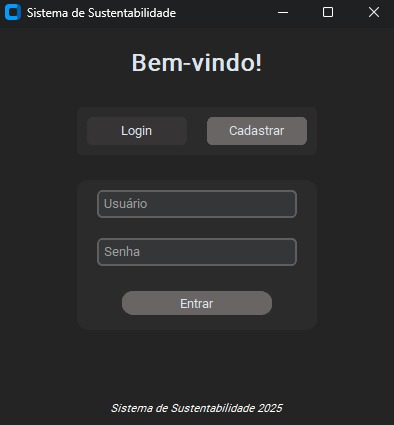 Sistema de Sustentabilidade
Bem-vindo!
Login Cadastrar
Usuário
Senha
Entrar
Sistema de Sustentabilidade 2025